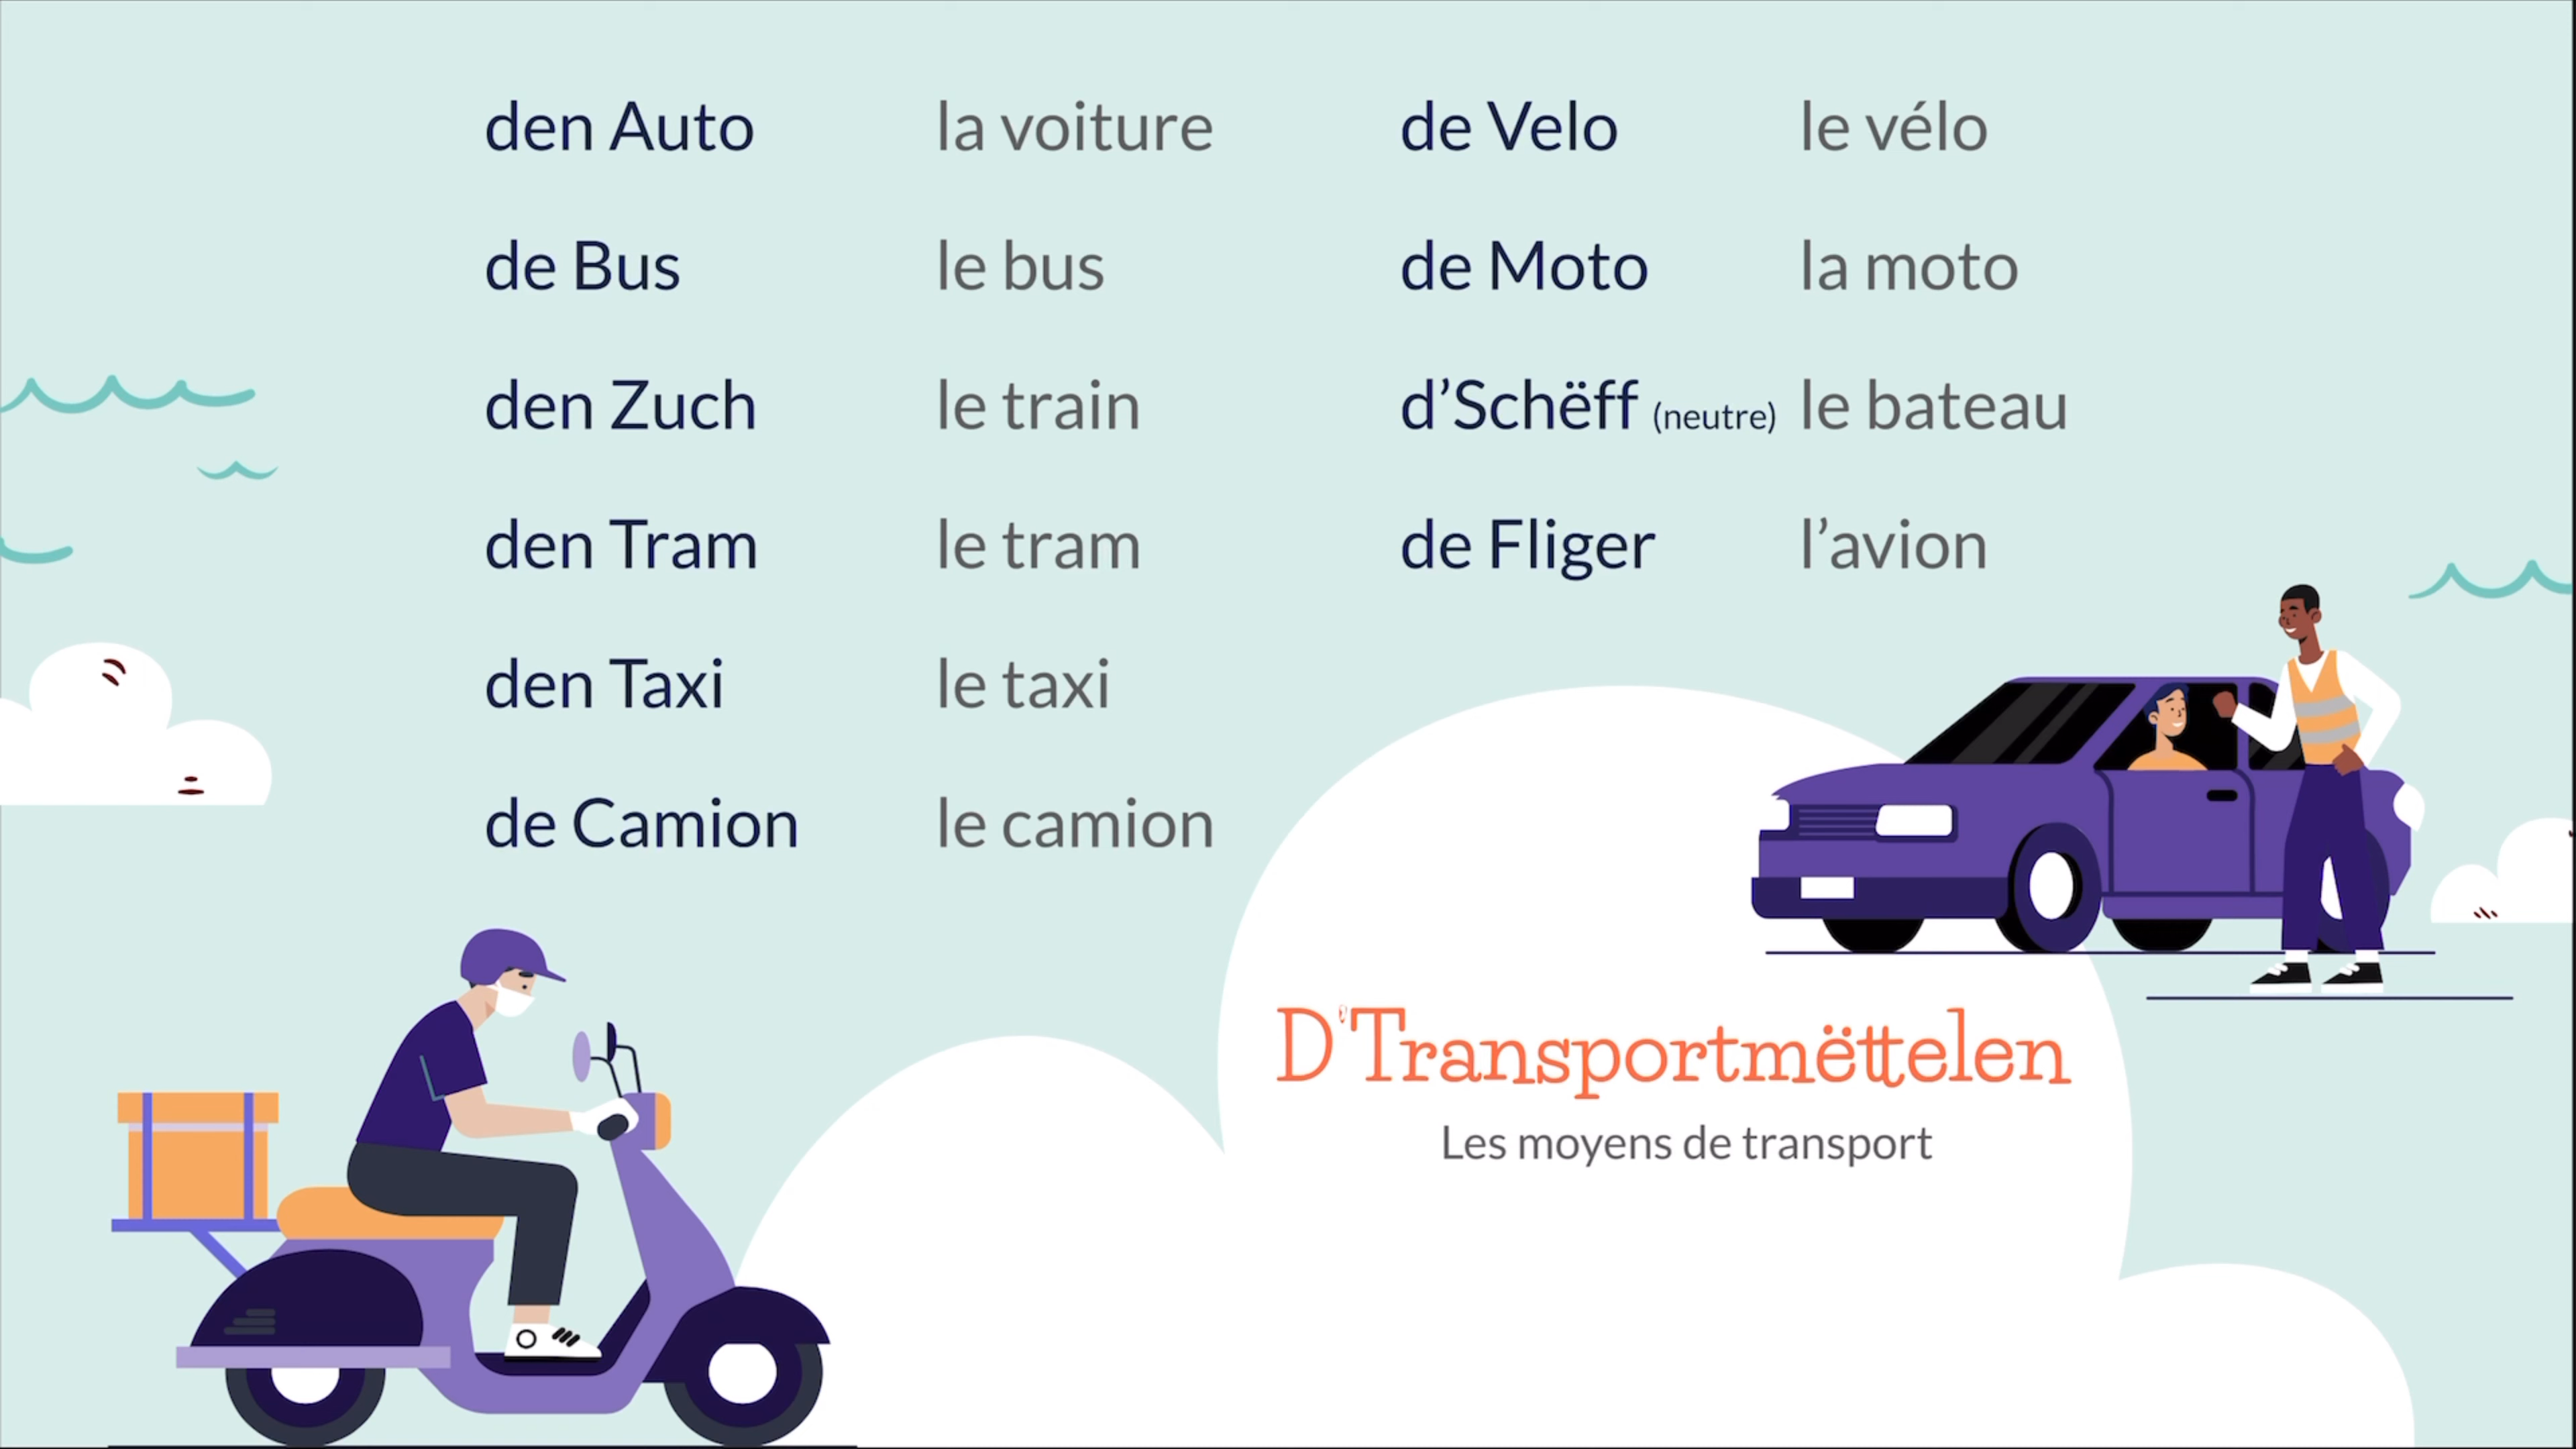 den Auto la voiture
de Bus le bus
den Zuch le train
den Tram le tram
den Taxi le taxi
de Camion le camion
de Velo le vélo
de Moto la moto
d’Schëff (neutre) le bateau
de Fliger l’avion
D'Transportmëttelen
Les moyens de transport